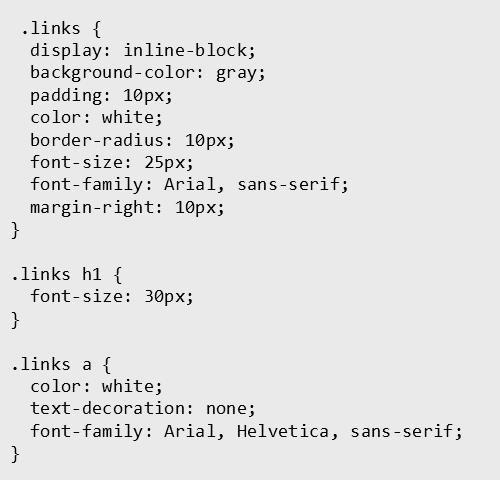 .links {
display: inline-block;
background-color: gray;
padding: 10px;
color: white;
border-radius: 10px;
font-size: 25px;
font-family: Arial, sans-serif;
margin-right: 10px;
}
.links h1 {
font-size: 30px;
}
.links a {
color: white;
text-decoration: none;
font-family: Arial, Helvetica, sans-serif;
}